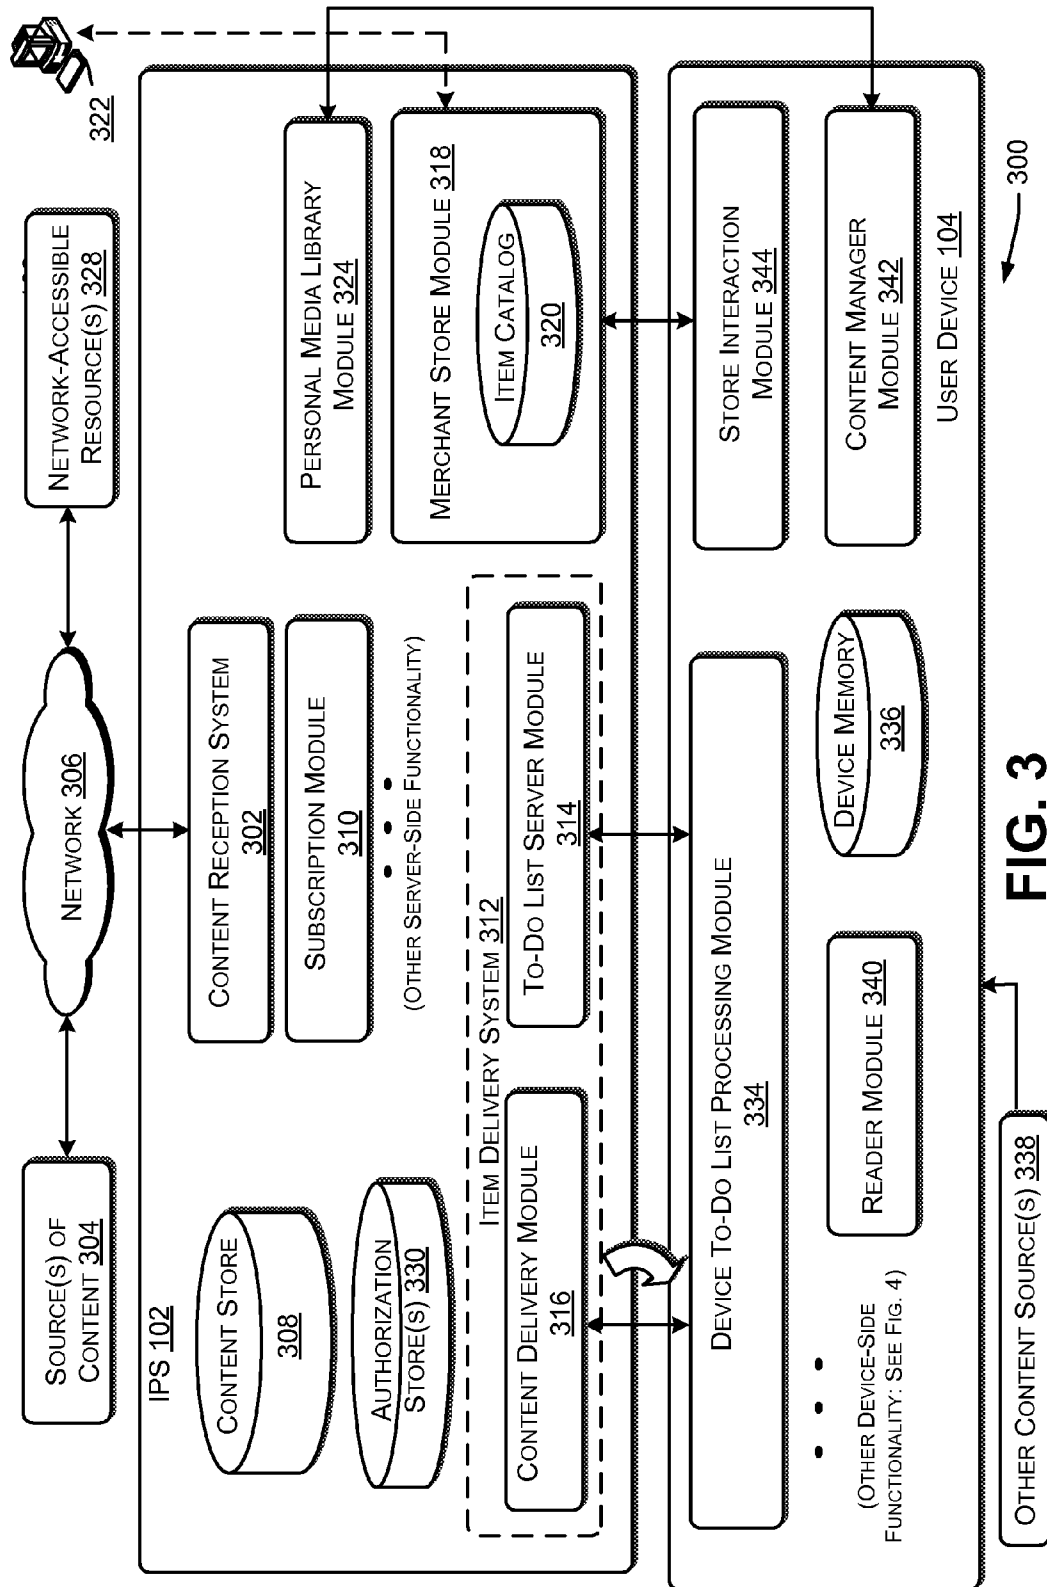 SOURCE(S) OF
CONTENT 304
NETWORK 306
NETWORK-ACCESSIBLE
RESOURCE(S) 328
322
IPS 102
CONTENT STORE
308
AUTHORIZATION
STORE(S) 330
CONTENT RECEPTION SYSTEM
302
SUBSCRIPTION MODULE
310
(OTHER SERVER-SIDE FUNCTIONALITY)
PERSONAL MEDIA LIBRARY
MODULE 324
MERCHANT STORE MODULE 318
ITEM CATALOG
320
ITEM DELIVERY SYSTEM 312
CONTENT DELIVERY MODULE
316
TO-DO LIST SERVER MODULE
314
DEVICE TO-DO LIST PROCESSING MODULE
334
STORE INTERACTION
MODULE 344
(OTHER DEVICE-SIDE
FUNCTIONALITY: SEE FIG. 4)
READER MODULE 340
DEVICE MEMORY
336
CONTENT MANAGER
MODULE 342
USER DEVICE 104
OTHER CONTENT SOURCE(S) 338
300
FIG. 3